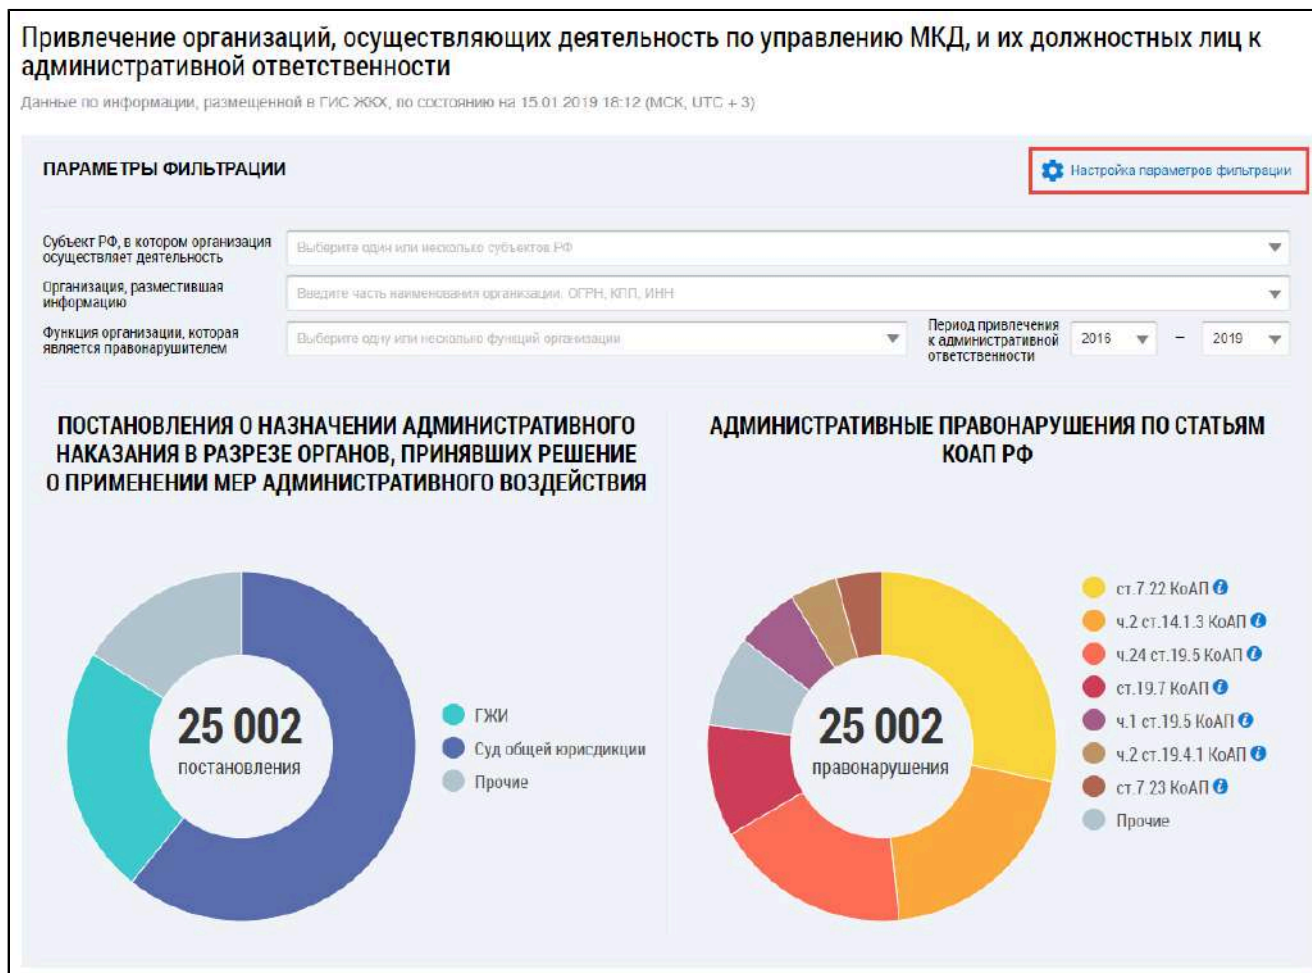 Привлечение организаций, осуществляющих деятельность по управлению МКД, и их должностных лиц к
административной ответственности
Данные по информации, размещенной в ГИС ЖКХ, по состоянию на 15.01.2019 18:12 (МСК, UTC + 3)
ПАРАМЕТРЫ ФИЛЬТРАЦИИ
Настройка параметров фильтрации
Субъект РФ, в котором организация
осуществляет деятельность
Выберите один или несколько субъектов РФ
Организация, разместившая
информацию
Введите часть наименования организации, ОГРН, КПП, ИНН
Функция организации, которая
является правонарушителем
Выберите одну или несколько функций организации
Период привлечения
к административной
ответственности
2016 – 2019
ПОСТАНОВЛЕНИЯ О НАЗНАЧЕНИИ АДМИНИСТРАТИВНОГО
НАКАЗАНИЯ В РАЗРЕЗЕ ОРГАНОВ, ПРИНЯВШИХ РЕШЕНИЕ
О ПРИМЕНЕНИИ МЕР АДМИНИСТРАТИВНОГО ВОЗДЕЙСТВИЯ
25 002
постановления
ГЖИ
Суд общей юрисдикции
Прочие
АДМИНИСТРАТИВНЫЕ ПРАВОНАРУШЕНИЯ ПО СТАТЬЯМ
КОАП РФ
25 002
правонарушения
ст.7.22 КоАП
ч.2 ст.14.1.3 КоАП
ч.24 ст.19.5 КоАП
ст.19.7 КоАП
ч.1 ст.19.5 КоАП
ч.2 ст.19.4.1 КоАП
ст.7.23 КоАП
Прочие